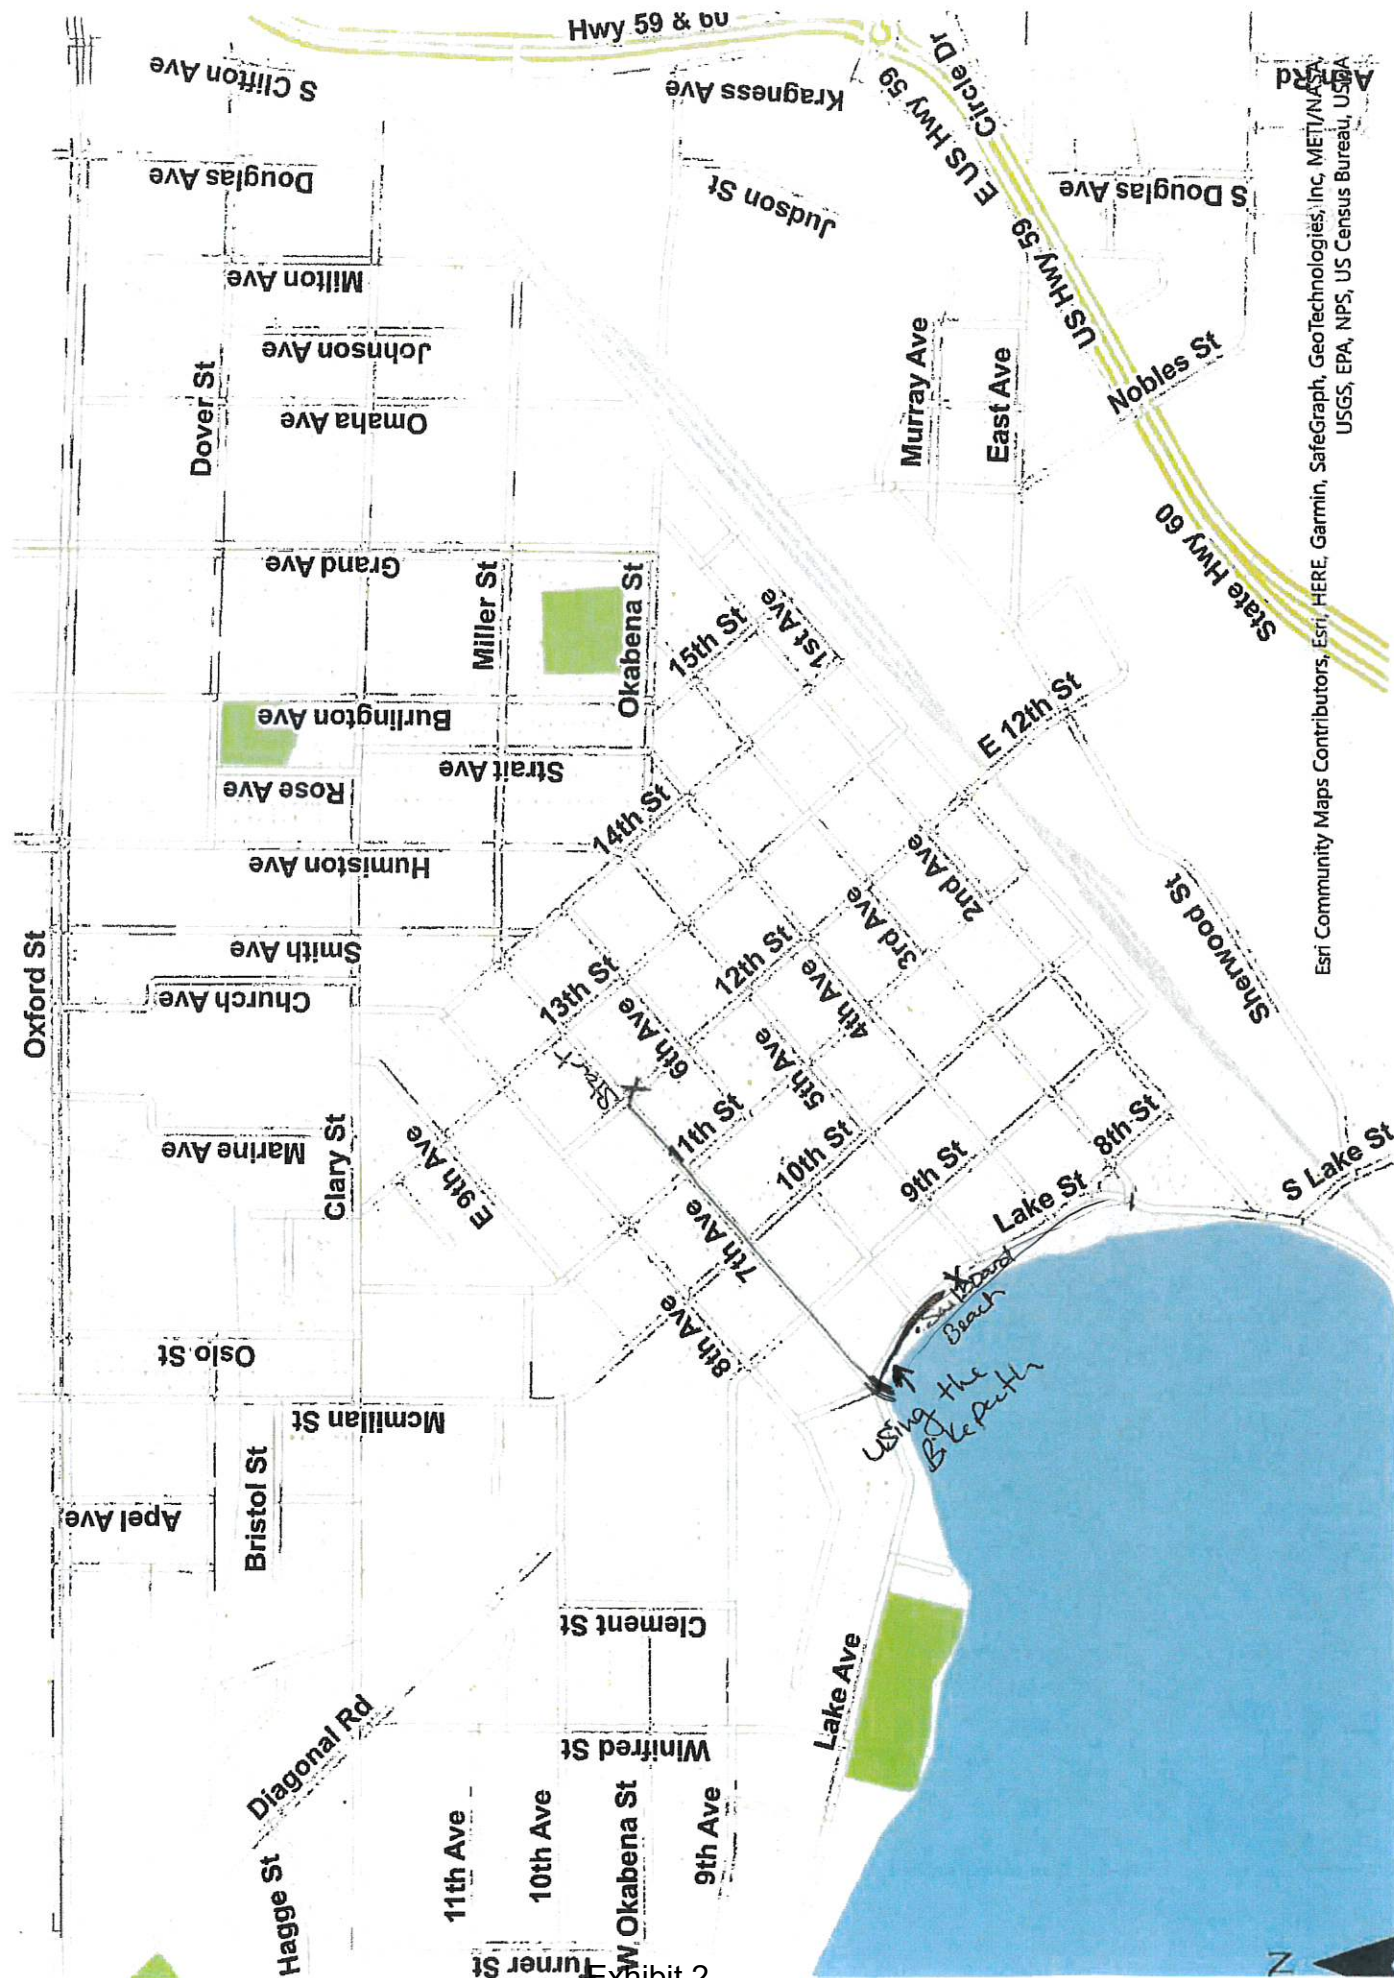 Hwy 59 & 60
S Clifton Ave
Kragness Ave
E US Hwy 59
Circle Dr
Douglas Ave
Judson St
S Douglas Ave
Milton Ave
US Hwy 59
Johnson Ave
Dover St
Omaha Ave
Murray Ave
East Ave
Nobles St
Grand Ave
Miller St
Okabena St
State Hwy 60
15th St
1st Ave
Burlington Ave
Strait Ave
E 12th St
Rose Ave
14th St
Humiston Ave
2nd Ave
3rd Ave
Oxford St
Smith Ave
Church Ave
13th St
12th St
6th Ave
4th Ave
Sherwood St
Start
X
5th Ave
11th St
10th St
Marine Ave
Clary St
E 9th Ave
9th St
8th St
S Lake St
7th Ave
Lake St
X
Sailboard
Beach
8th Ave
Oslo St
using the
Bike path
Mcmillan St
Apel Ave
Bristol St
Clement St
Lake Ave
Diagonal Rd
Winifred St
Hagge St
11th Ave
10th Ave
W Okabena St
9th Ave
Turner St
N
Esri Community Maps Contributors, Esri, HERE, Garmin, SafeGraph, GeoTechnologies, Inc, METI/NASA,
USGS, EPA, NPS, US Census Bureau, USDA
Exhibit 2